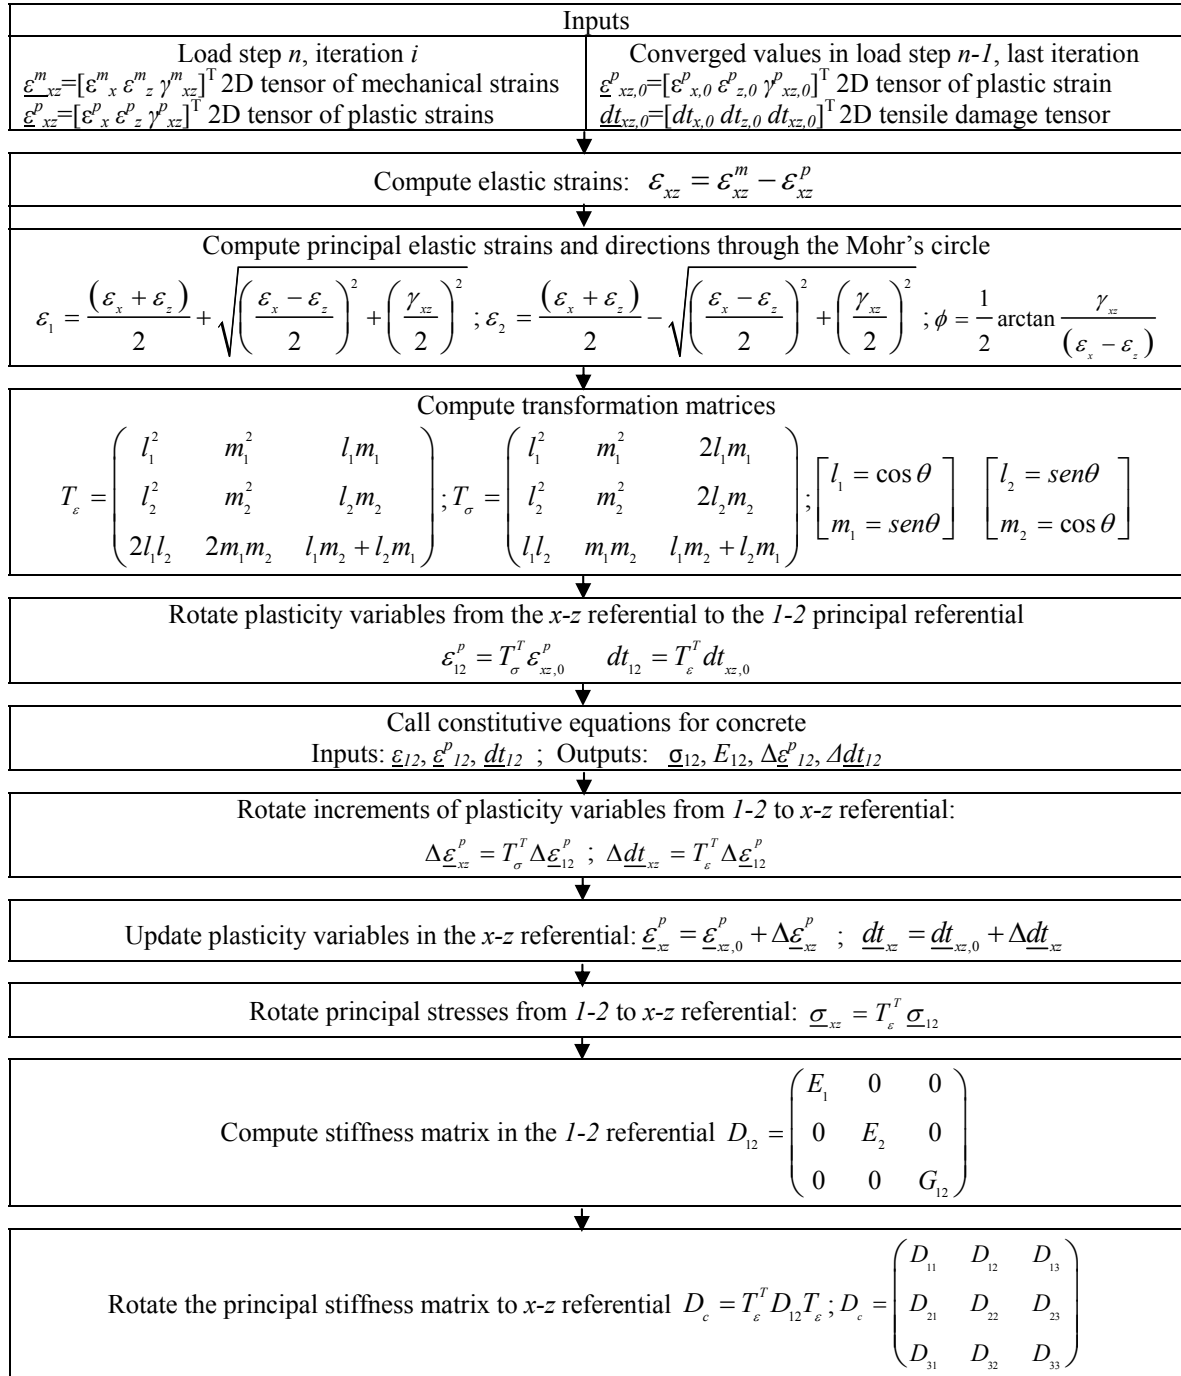 Inputs
Load step n, iteration i
ε^m_xz=[ε^m_x ε^m_z γ^m_xz]^T 2D tensor of mechanical strains
ε^p_xz=[ε^p_x ε^p_z γ^p_xz]^T 2D tensor of plastic strains
Converged values in load step n-1, last iteration
ε^p_xz,0=[ε^p_x,0 ε^p_z,0 γ^p_xz,0]^T 2D tensor of plastic strain
dt_xz,0=[dt_x,0 dt_z,0 dt_xz,0]^T 2D tensile damage tensor
Compute elastic strains: ε_xz = ε^m_xz − ε^p_xz
Compute principal elastic strains and directions through the Mohr's circle
ε_1 = (ε_x + ε_z)/2 + √(((ε_x − ε_z)/2)^2 + (γ_xz/2)^2) ; ε_2 = (ε_x + ε_z)/2 − √(((ε_x − ε_z)/2)^2 + (γ_xz/2)^2) ; ϕ = 1/2 arctan γ_xz/(ε_x − ε_z)
Compute transformation matrices
T_ε = (l_1^2 m_1^2 l_1m_1; l_2^2 m_2^2 l_2m_2; 2l_1l_2 2m_1m_2 l_1m_2 + l_2m_1) ; T_σ = (l_1^2 m_1^2 2l_1m_1; l_2^2 m_2^2 2l_2m_2; l_1l_2 m_1m_2 l_1m_2 + l_2m_1) ; [l_1 = cosθ; m_1 = senθ] [l_2 = senθ; m_2 = cosθ]
Rotate plasticity variables from the x-z referential to the 1-2 principal referential
ε^p_12 = T_σ^T ε^p_xz,0 dt_12 = T_ε^T dt_xz,0
Call constitutive equations for concrete
Inputs: ε_12, ε^p_12, dt_12 ; Outputs: σ_12, E_12, Δε^p_12, Δdt_12
Rotate increments of plasticity variables from 1-2 to x-z referential:
Δε^p_xz = T_σ^T Δε^p_12 ; Δdt_xz = T_ε^T Δε^p_12
Update plasticity variables in the x-z referential: ε^p_xz = ε^p_xz,0 + Δε^p_xz ; dt_xz = dt_xz,0 + Δdt_xz
Rotate principal stresses from 1-2 to x-z referential: σ_xz = T_ε^T σ_12
Compute stiffness matrix in the 1-2 referential D_12 = (E_1 0 0; 0 E_2 0; 0 0 G_12)
Rotate the principal stiffness matrix to x-z referential D_c = T_ε^T D_12 T_ε ; D_c = (D_11 D_12 D_13; D_21 D_22 D_23; D_31 D_32 D_33)